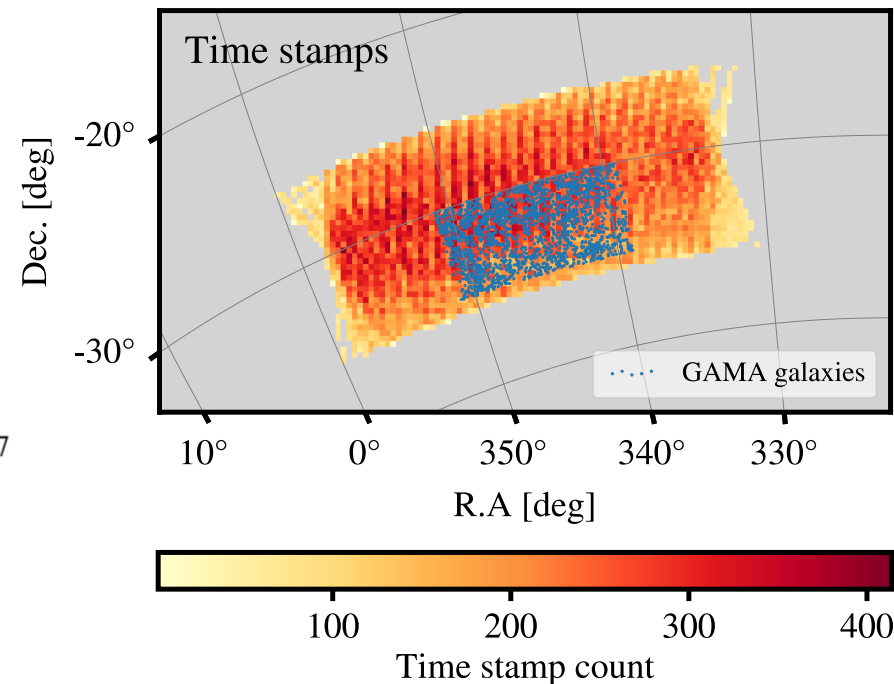 Time stamps
-20°
-30°
Dec. [deg]
GAMA galaxies
7
10° 0° 350° 340° 330°
R.A [deg]
100 200 300 400
Time stamp count